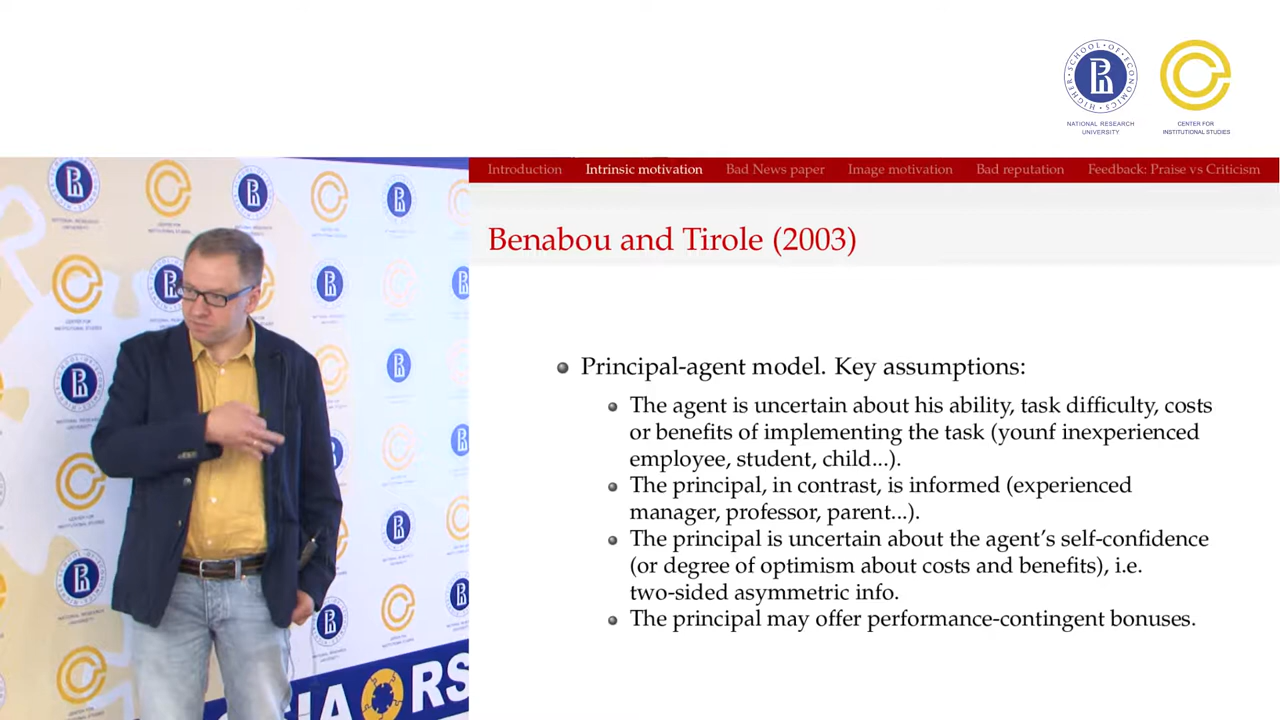 HIGHER · SCHOOL · OF · ECONOMICS
NATIONAL RESEARCH
UNIVERSITY
CENTER FOR
INSTITUTIONAL STUDIES
Introduction
Intrinsic motivation
Bad News paper
Image motivation
Bad reputation
Feedback: Praise vs Criticism
Benabou and Tirole (2003)
Principal-agent model. Key assumptions:
The agent is uncertain about his ability, task difficulty, costs
or benefits of implementing the task (younf inexperienced
employee, student, child...).
The principal, in contrast, is informed (experienced
manager, professor, parent...).
The principal is uncertain about the agent's self-confidence
(or degree of optimism about costs and benefits), i.e.
two-sided asymmetric info.
The principal may offer performance-contingent bonuses.